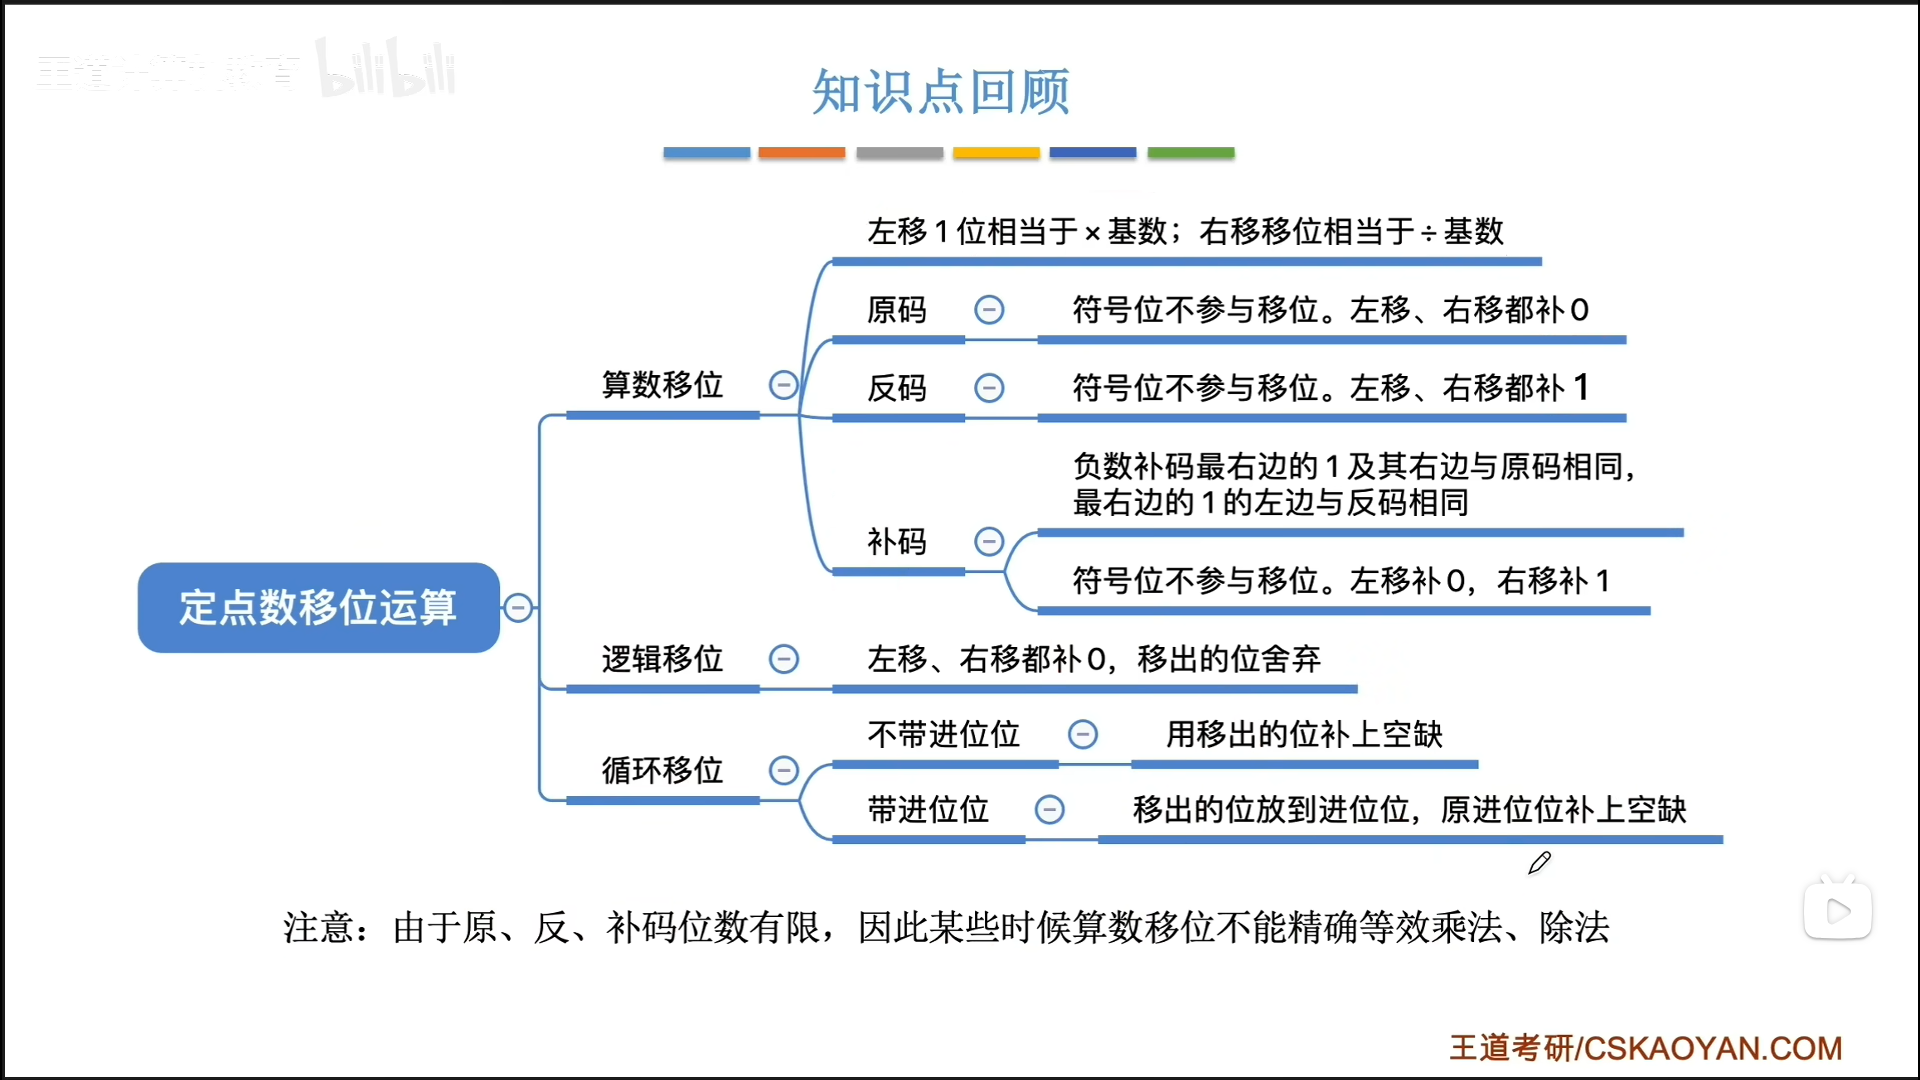 bilibili
知识点回顾
左移1位相当于×基数；右移移位相当于÷基数
原码
符号位不参与移位。左移、右移都补0
算数移位
反码
符号位不参与移位。左移、右移都补1
负数补码最右边的1及其右边与原码相同，
最右边的1的左边与反码相同
补码
符号位不参与移位。左移补0，右移补1
定点数移位运算
逻辑移位
左移、右移都补0，移出的位舍弃
不带进位位
用移出的位补上空缺
循环移位
带进位位
移出的位放到进位位，原进位位补上空缺
注意：由于原、反、补码位数有限，因此某些时候算数移位不能精确等效乘法、除法
王道考研/CSKAOYAN.COM